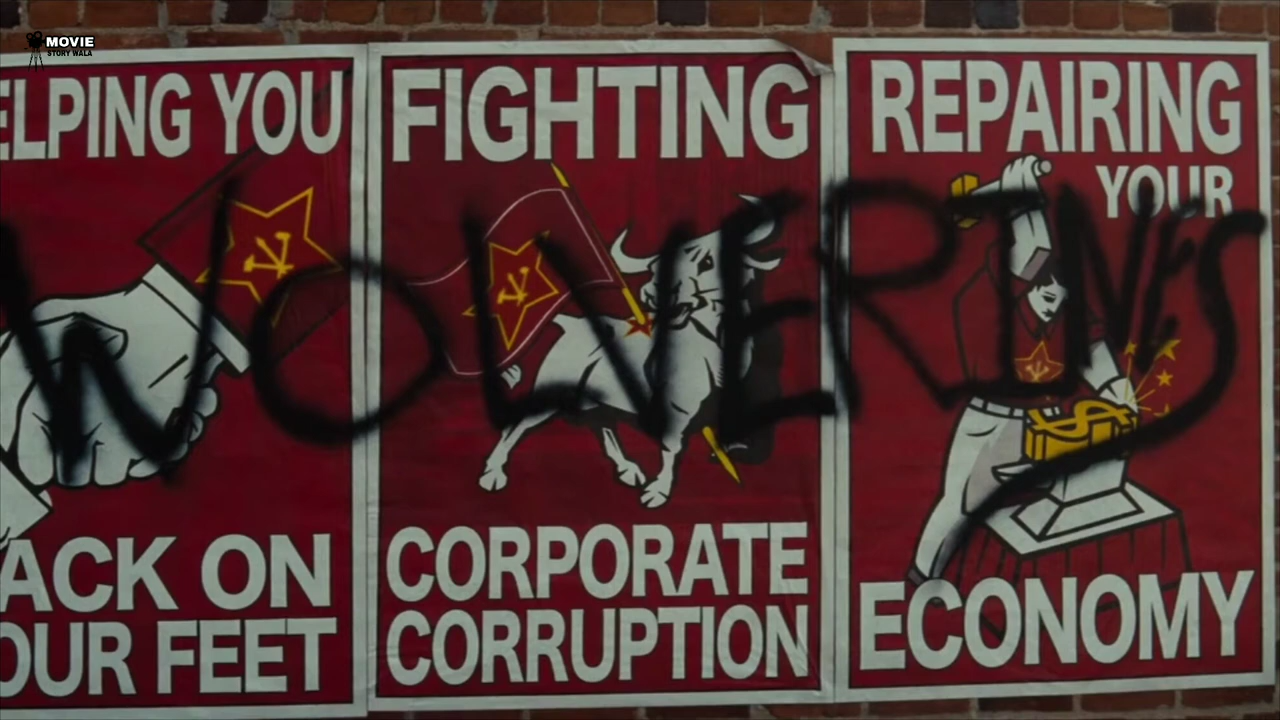 MOVIE
STORY WALA
ELPING YOU
ACK ON
OUR FEET
FIGHTING
CORPORATE
CORRUPTION
REPAIRING
YOUR
ECONOMY
WOLVERINES